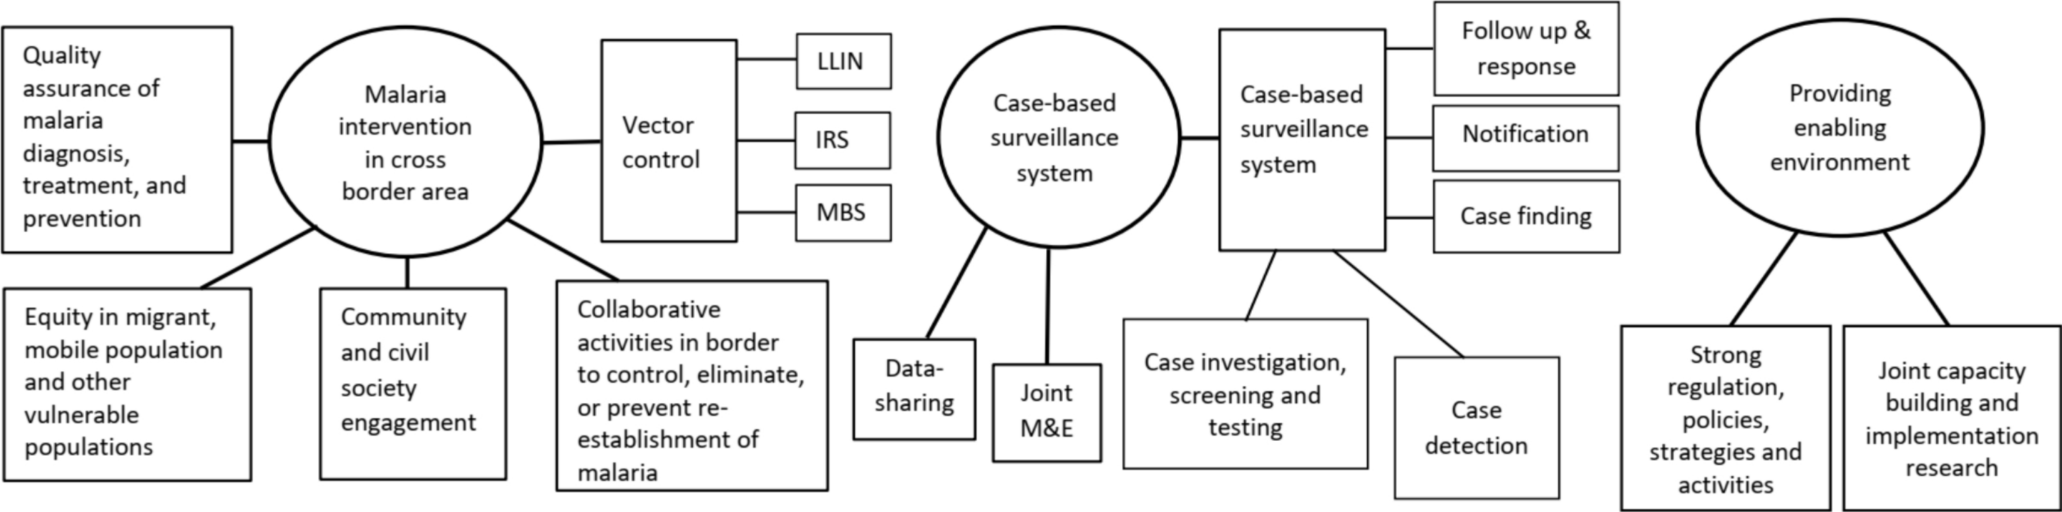 Quality
assurance of
malaria
diagnosis,
treatment, and
prevention
Malaria
intervention
in cross
border area
Vector
control
LLIN
IRS
MBS
Equity in migrant,
mobile population
and other
vulnerable
populations
Community
and civil
society
engagement
Collaborative
activities in border
to control, eliminate,
or prevent re-
establishment of
malaria
Case-based
surveillance
system
Case-based
surveillance
system
Follow up &
response
Notification
Case finding
Data-
sharing
Joint
M&E
Case investigation,
screening and
testing
Case
detection
Providing
enabling
environment
Strong
regulation,
policies,
strategies and
activities
Joint capacity
building and
implementation
research